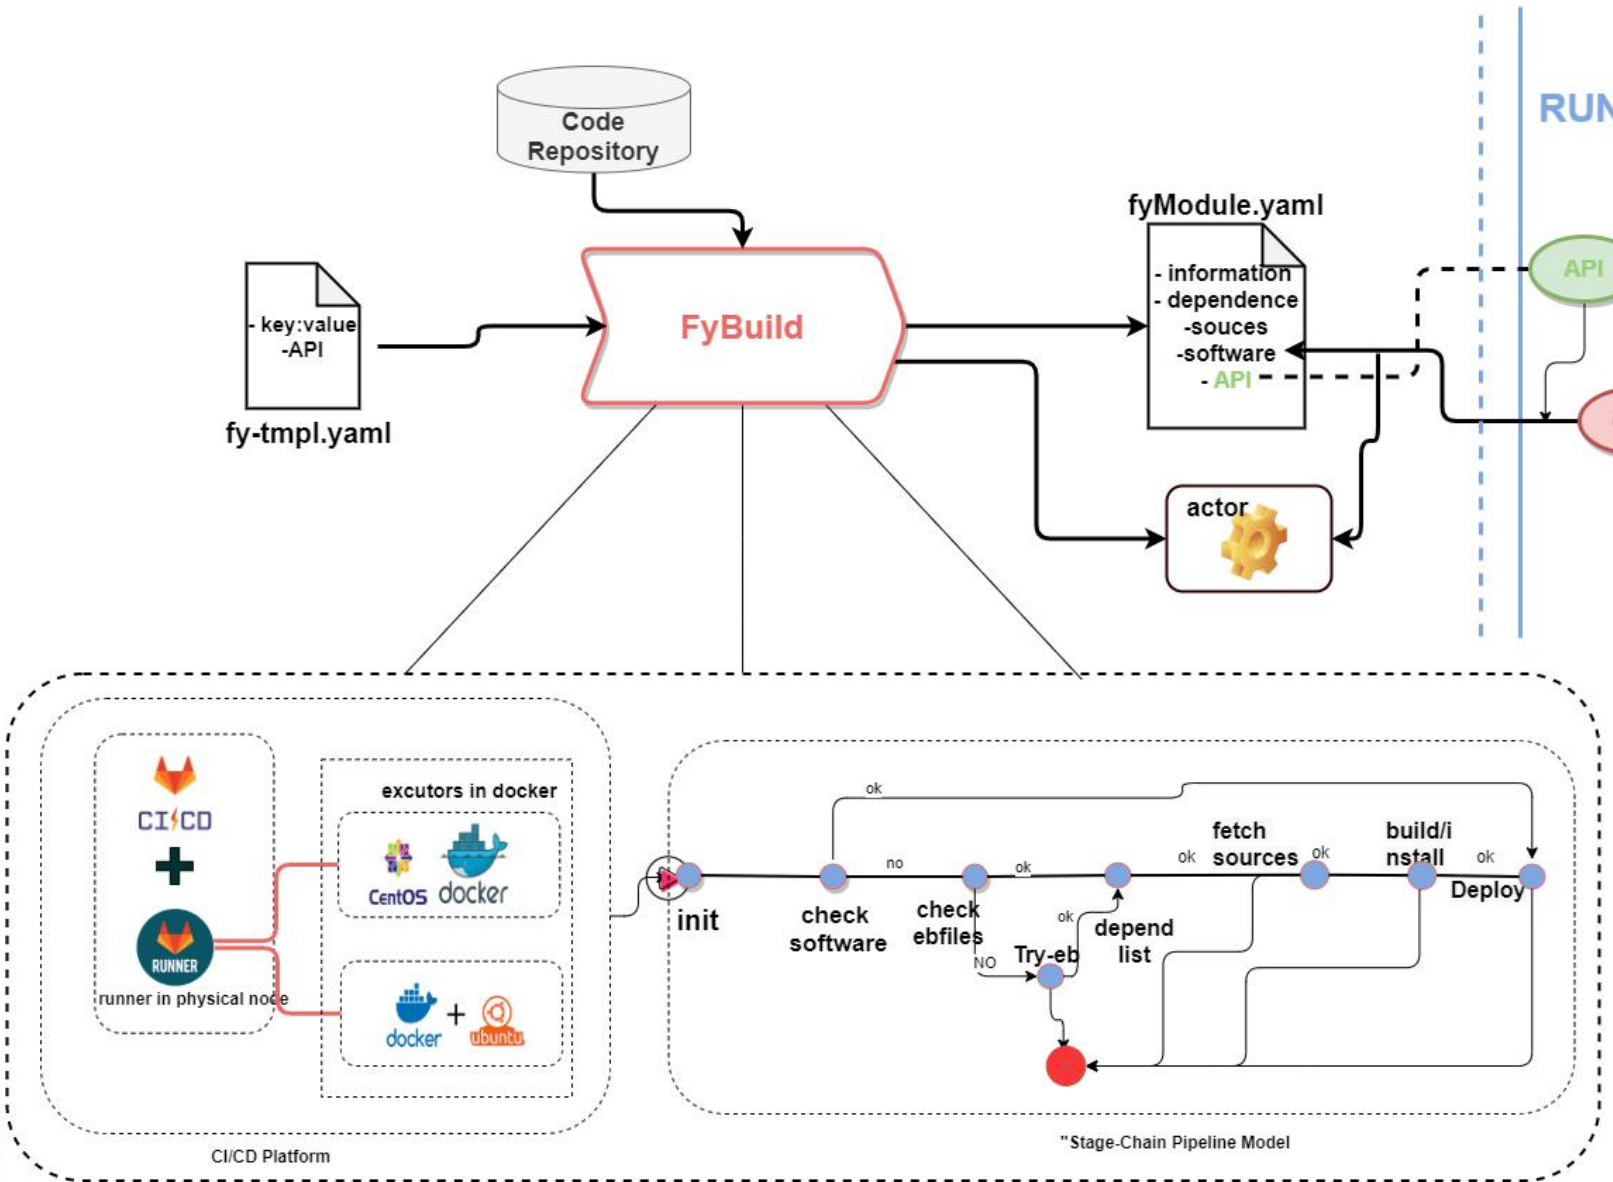 RUN
Code
Repository
fyModule.yaml
- information
- dependence
-souces
-software
- API
API
FyBuild
- key:value
-API
fy-tmpl.yaml
actor
excutors in docker
CI CD
CentOS docker
RUNNER
runner in physical node
docker + ubuntu
CI/CD Platform
ok
no
ok
ok
fetch
sources
ok
build/i
nstall
ok
Deploy
init
check
software
check
ebfiles
NO
Try-eb
ok
depend
list
"Stage-Chain Pipeline Model